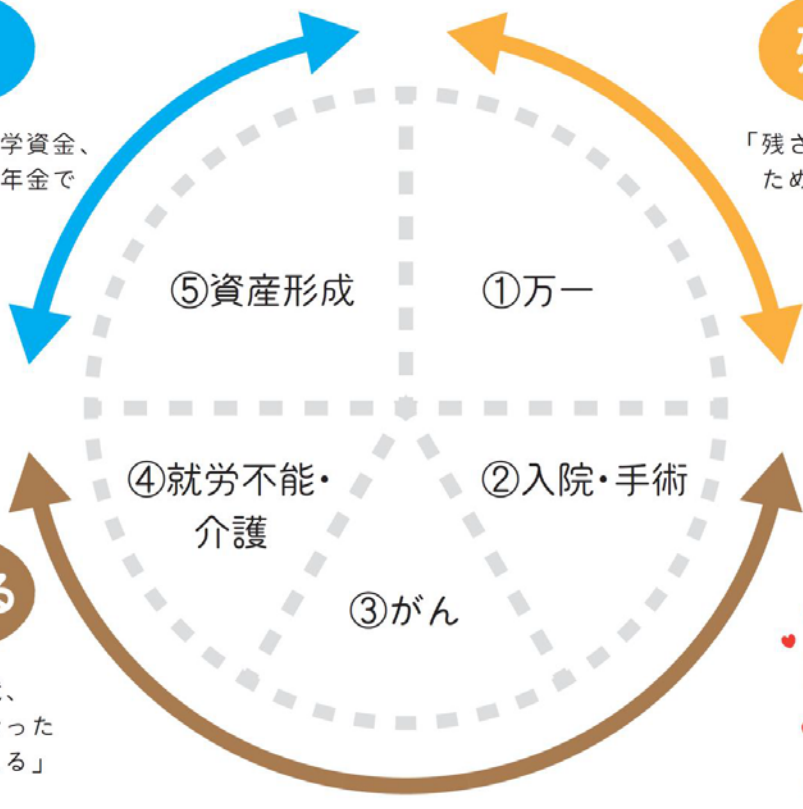 学資金、
年金で
「残さ
ため
⑤資産形成
①万一
④就労不能・
介護
②入院・手術
③がん
る
、
った
る」